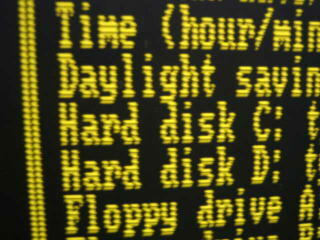 Time (hour/min
Daylight savin
Hard disk C: t
Hard disk D: t
Floppy drive A